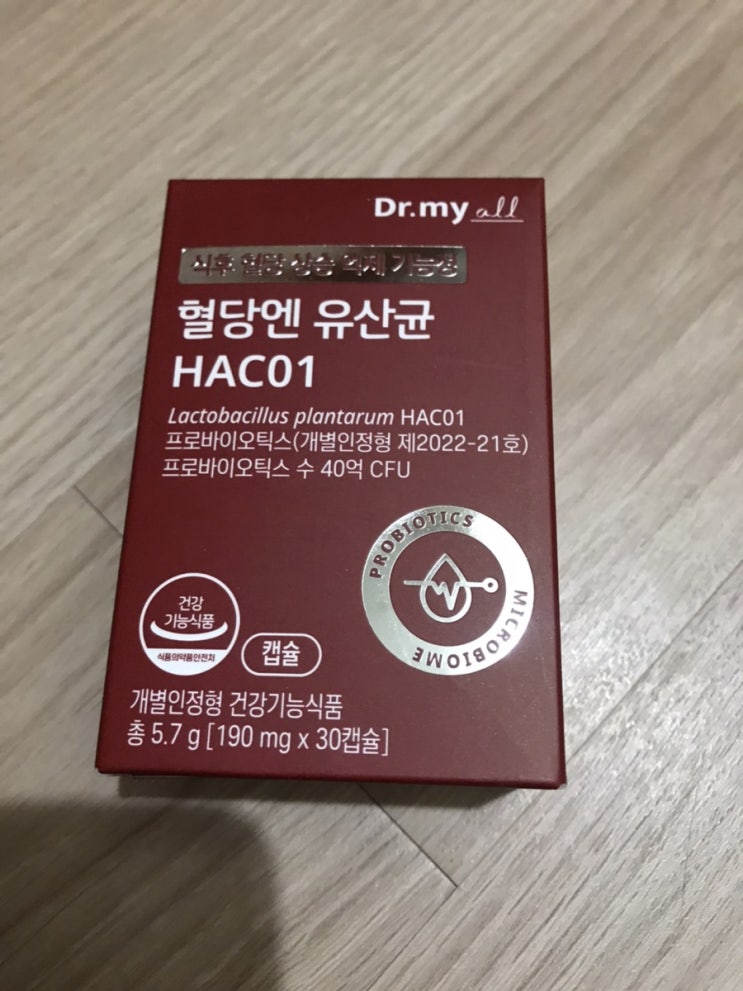 Dr.my all
식후 혈당 상승 억제 기능성
혈당엔 유산균
HAC01
Lactobacillus plantarum HAC01
프로바이오틱스(개별인정형 제2022-21호)
프로바이오틱스 수 40억 CFU
PROBIOTICS
MICROBIOME
건강
기능식품
식품의약품안전처
캡슐
개별인정형 건강기능식품
총 5.7 g [190 mg x 30캡슐]